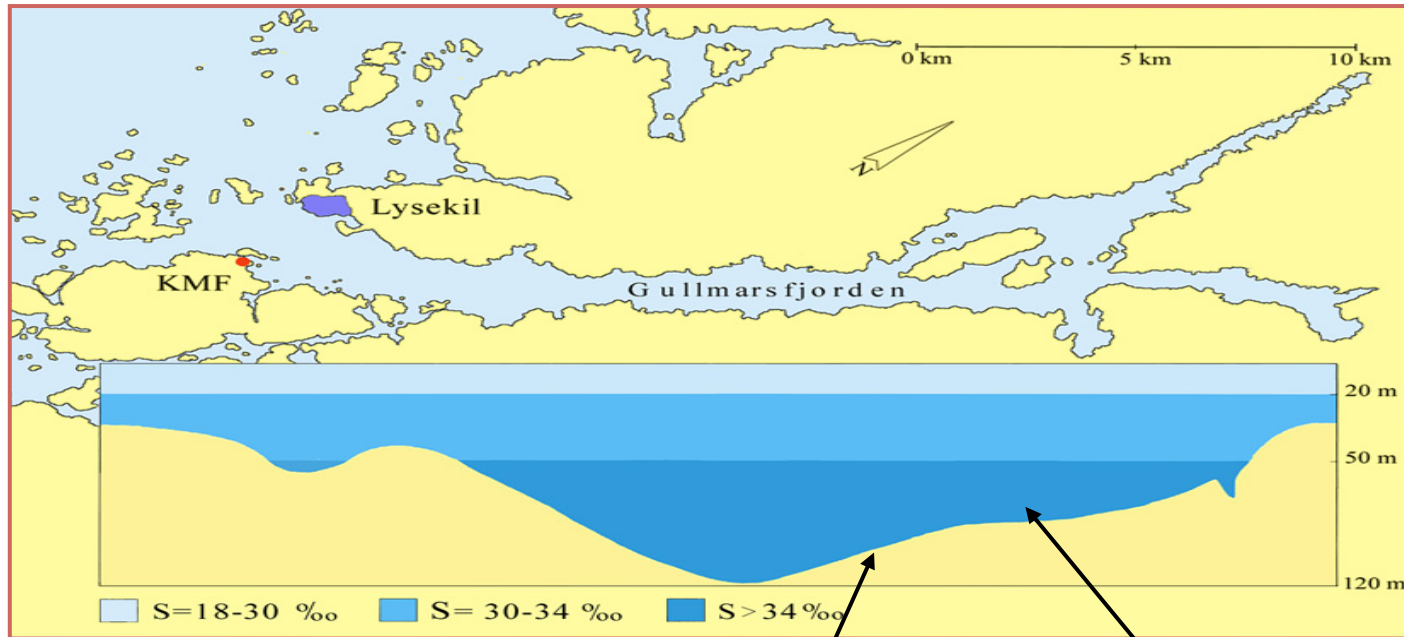 0 km 5 km 10 km
N
Lysekil
KMF
Gullmarsfjorden
20 m
50 m
120 m
S=18-30 ‰ S= 30-34 ‰ S>34‰